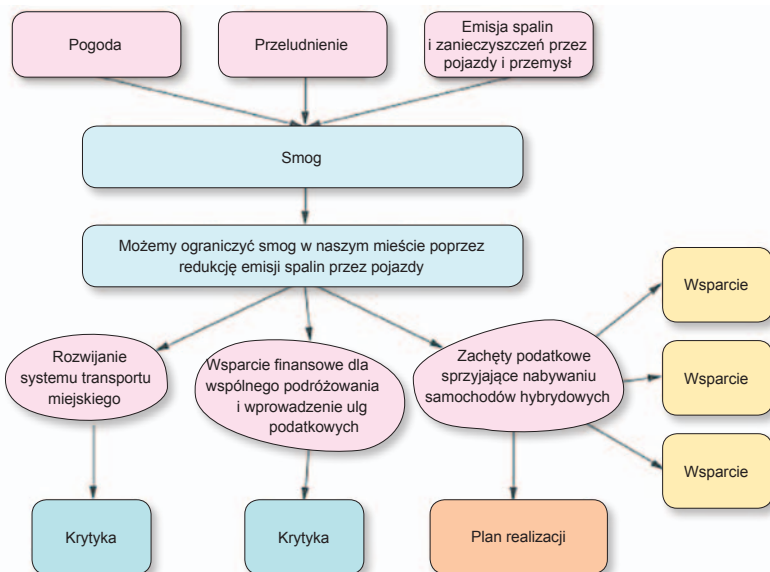 Pogoda
Przeludnienie
Emisja spalin
i zanieczyszczeń przez
pojazdy i przemysł
Smog
Możemy ograniczyć smog w naszym mieście poprzez
redukcję emisji spalin przez pojazdy
Rozwijanie
systemu transportu
miejskiego
Wsparcie finansowe dla
wspólnego podróżowania
i wprowadzenie ulg
podatkowych
Zachęty podatkowe
sprzyjające nabywaniu
samochodów hybrydowych
Wsparcie
Wsparcie
Wsparcie
Krytyka
Krytyka
Plan realizacji